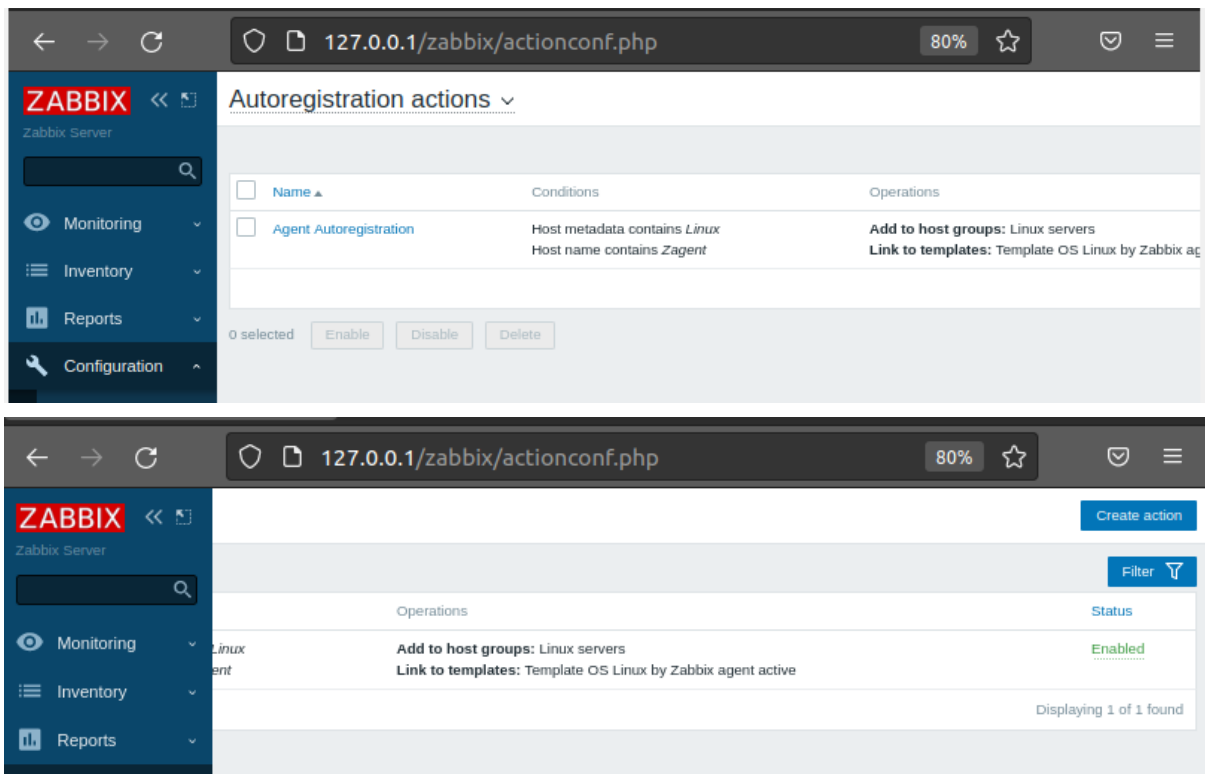 127.0.0.1/zabbix/actionconf.php 80%
ZABBIX
Zabbix Server
Autoregistration actions
Name Conditions Operations
Agent Autoregistration Host metadata contains Linux Add to host groups: Linux servers
Host name contains Zagent Link to templates: Template OS Linux by Zabbix ag
Monitoring
Inventory
Reports
Configuration
0 selected Enable Disable Delete
127.0.0.1/zabbix/actionconf.php 80%
ZABBIX
Zabbix Server
Create action
Filter
Operations Status
Linux Add to host groups: Linux servers Enabled
ent Link to templates: Template OS Linux by Zabbix agent active
Displaying 1 of 1 found
Monitoring
Inventory
Reports